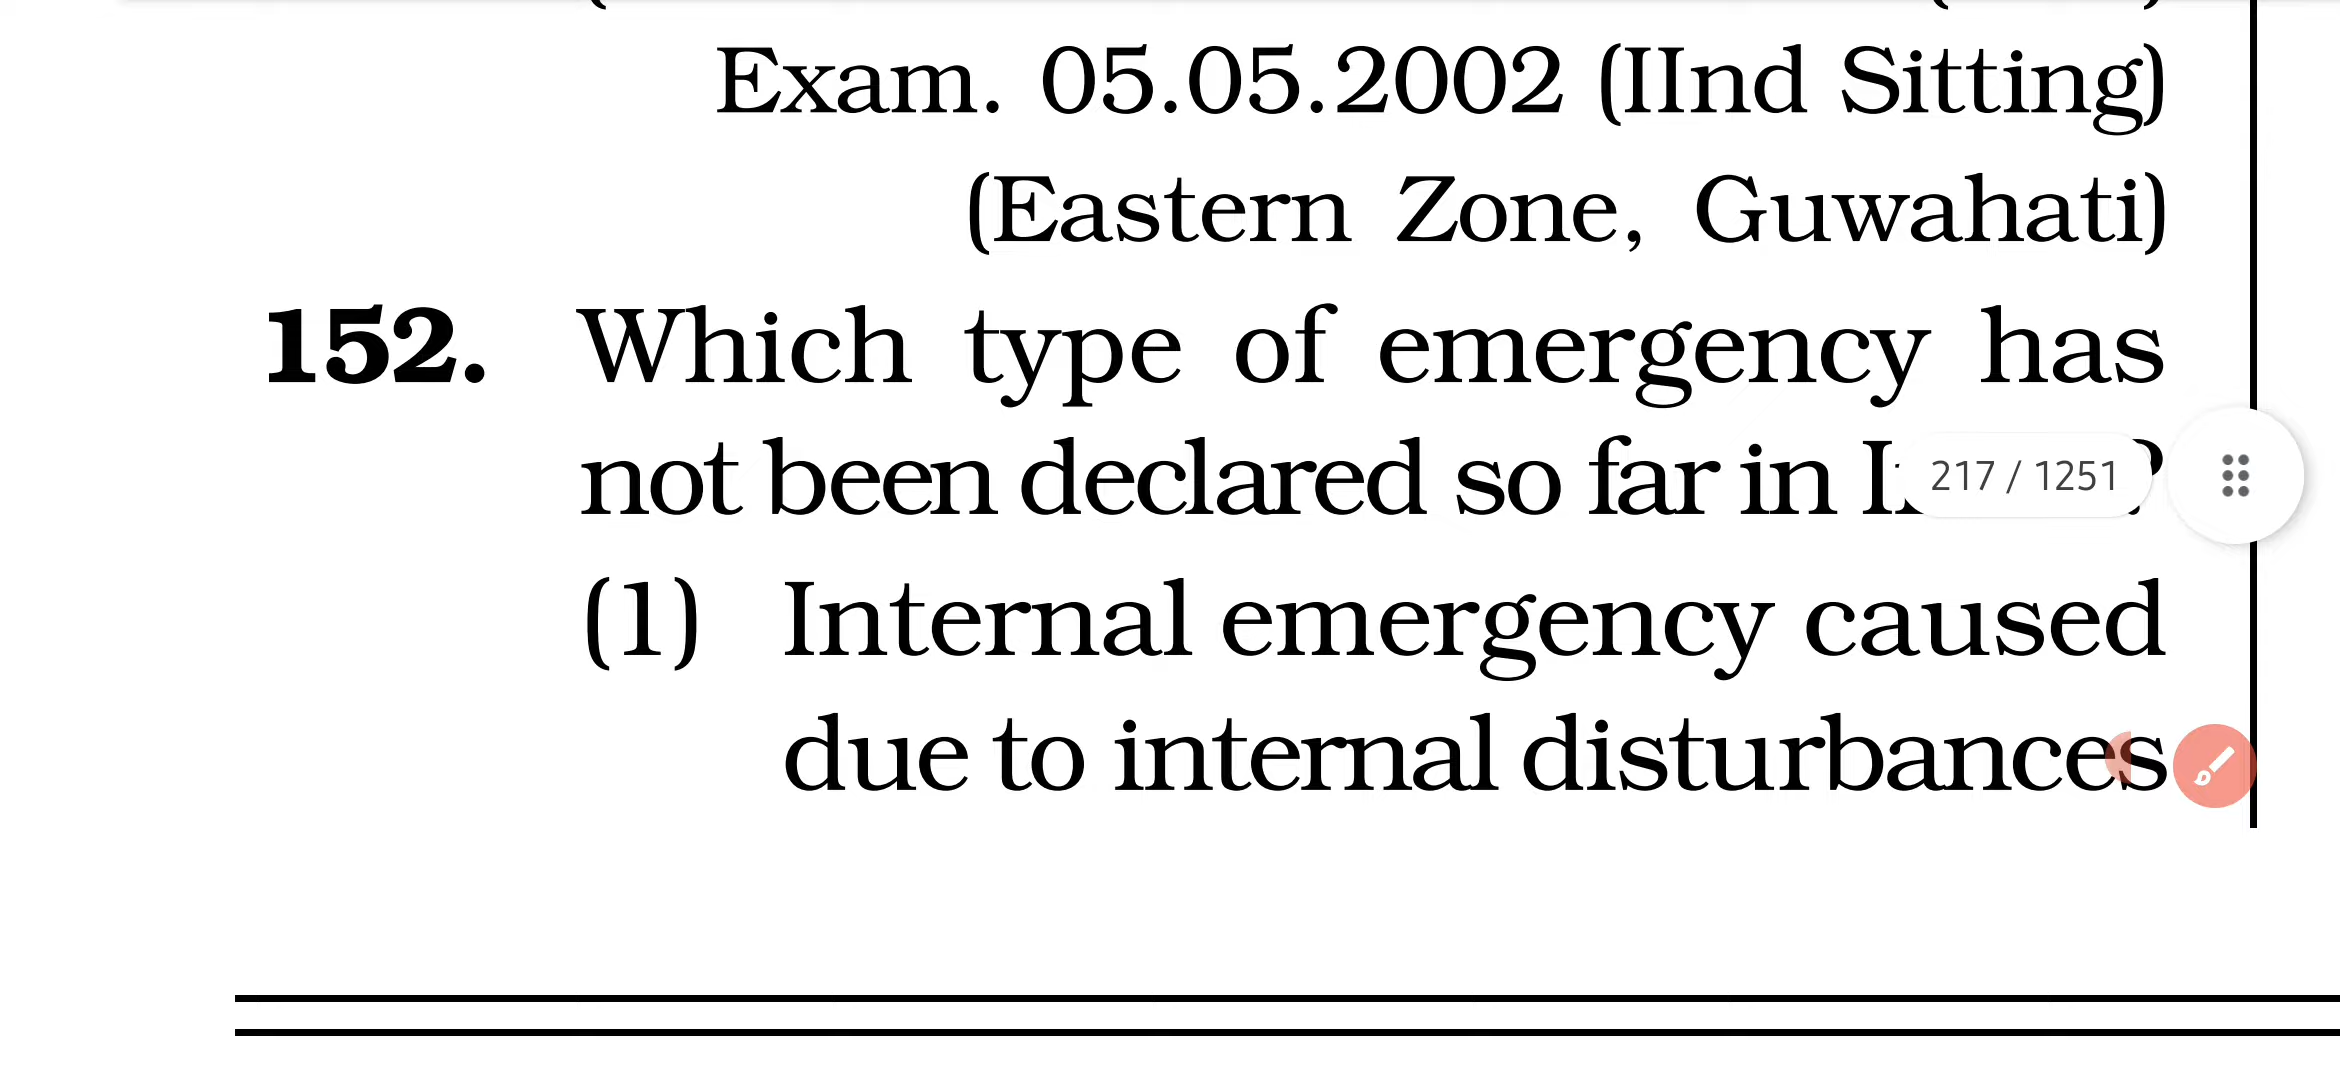 Exam. 05.05.2002 (IInd Sitting)
(Eastern Zone, Guwahati)
152. Which type of emergency has
not been declared so far in
217 / 1251
(1) Internal emergency caused
due to internal disturbances